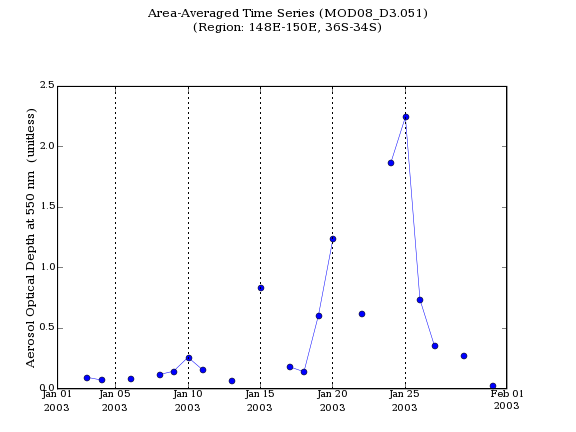 Area-Averaged Time Series (MOD08_D3.051)
(Region: 148E-150E, 36S-34S)
Aerosol Optical Depth at 550 nm (unitless)
2.5
2.0
1.5
1.0
0.5
0.0
Jan 01 Jan 05 Jan 10 Jan 15 Jan 20 Jan 25 Feb 01
2003 2003 2003 2003 2003 2003 2003